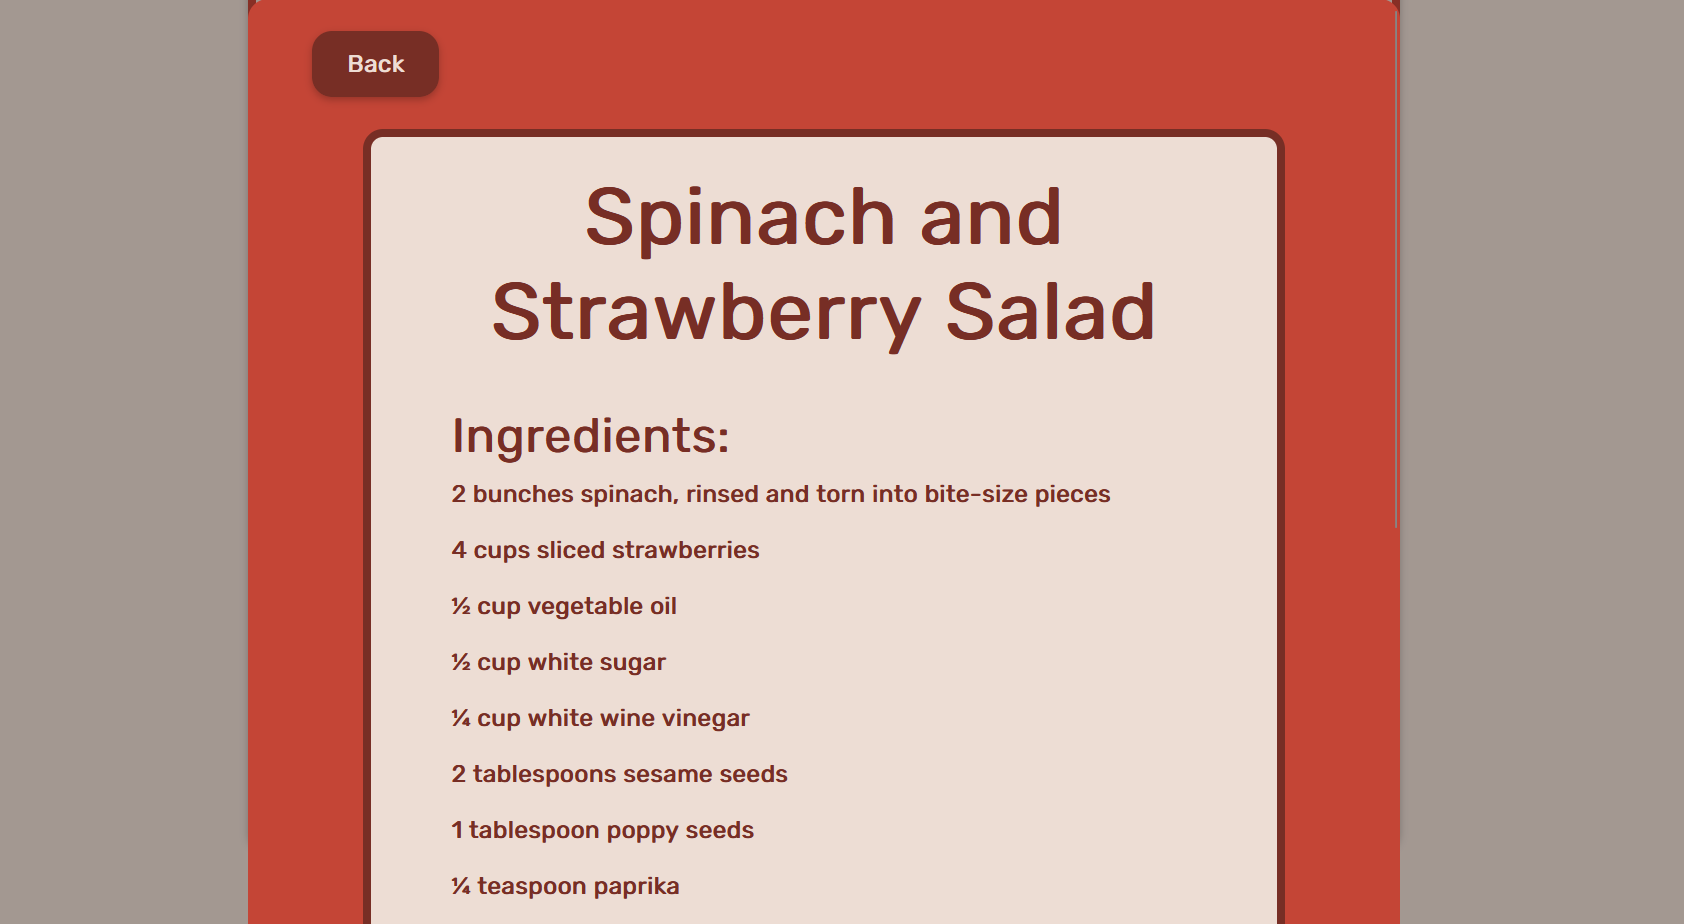 Back
Spinach and
Strawberry Salad
Ingredients:
2 bunches spinach, rinsed and torn into bite-size pieces
4 cups sliced strawberries
½ cup vegetable oil
½ cup white sugar
¼ cup white wine vinegar
2 tablespoons sesame seeds
1 tablespoon poppy seeds
¼ teaspoon paprika